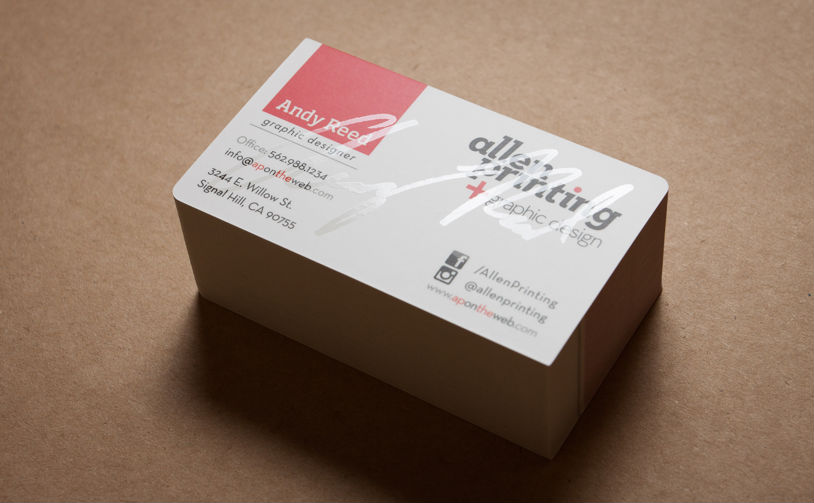 Andy Reed
graphic designer
Office: 562.988.1234
info@apontheweb.com
3244 E. Willow St.
Signal Hill, CA 90755
allen
printing
+graphic design
/AllenPrinting
@allenprinting
www.apontheweb.com